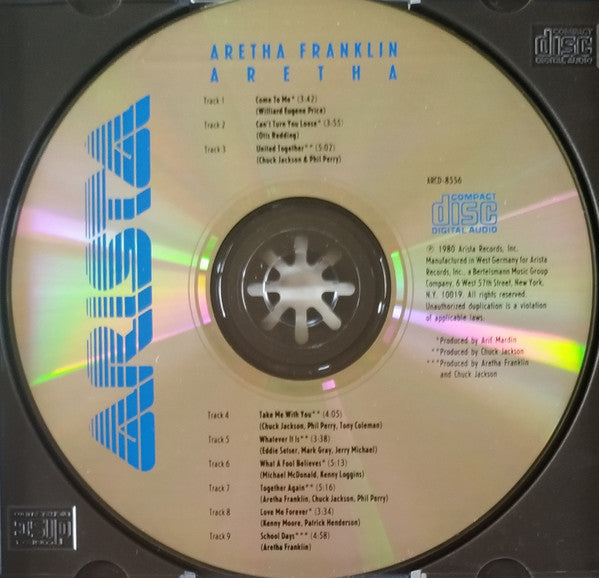 ARETHA FRANKLIN
ARETHA
Track 1 Come To Me* (3:42)
(Williard Eugene Price)
Track 2 Can't Turn You Loose* (3:55)
(Otis Redding)
Track 3 United Together** (5:02)
(Chuck Jackson & Phil Perry)
ARISTA
ARCD-8556
COMPACT
disc
DIGITAL AUDIO
℗ 1980 Arista Records, Inc.
Manufactured in West Germany for Arista
Records, Inc., a Bertelsmann Music Group
Company. 6 West 57th Street, New York,
N.Y. 10019. All rights reserved.
Unauthorized duplication is a violation
of applicable laws.
*Produced by Arif Mardin
**Produced by Chuck Jackson
***Produced by Aretha Franklin
and Chuck Jackson
Track 4 Take Me With You** (4:05)
(Chuck Jackson, Phil Perry, Tony Coleman)
Track 5 Whatever It Is** (3:38)
(Eddie Setser, Mark Gray, Jerry Michael)
Track 6 What A Fool Believes* (5:13)
(Michael McDonald, Kenny Loggins)
Track 7 Together Again** (5:16)
(Aretha Franklin, Chuck Jackson, Phil Perry)
Track 8 Love Me Forever* (3:34)
(Kenny Moore, Patrick Henderson)
Track 9 School Days*** (4:58)
(Aretha Franklin)
COMPACT
disc
DIGITAL AUDIO
COMPACT
disc
DIGITAL AUDIO